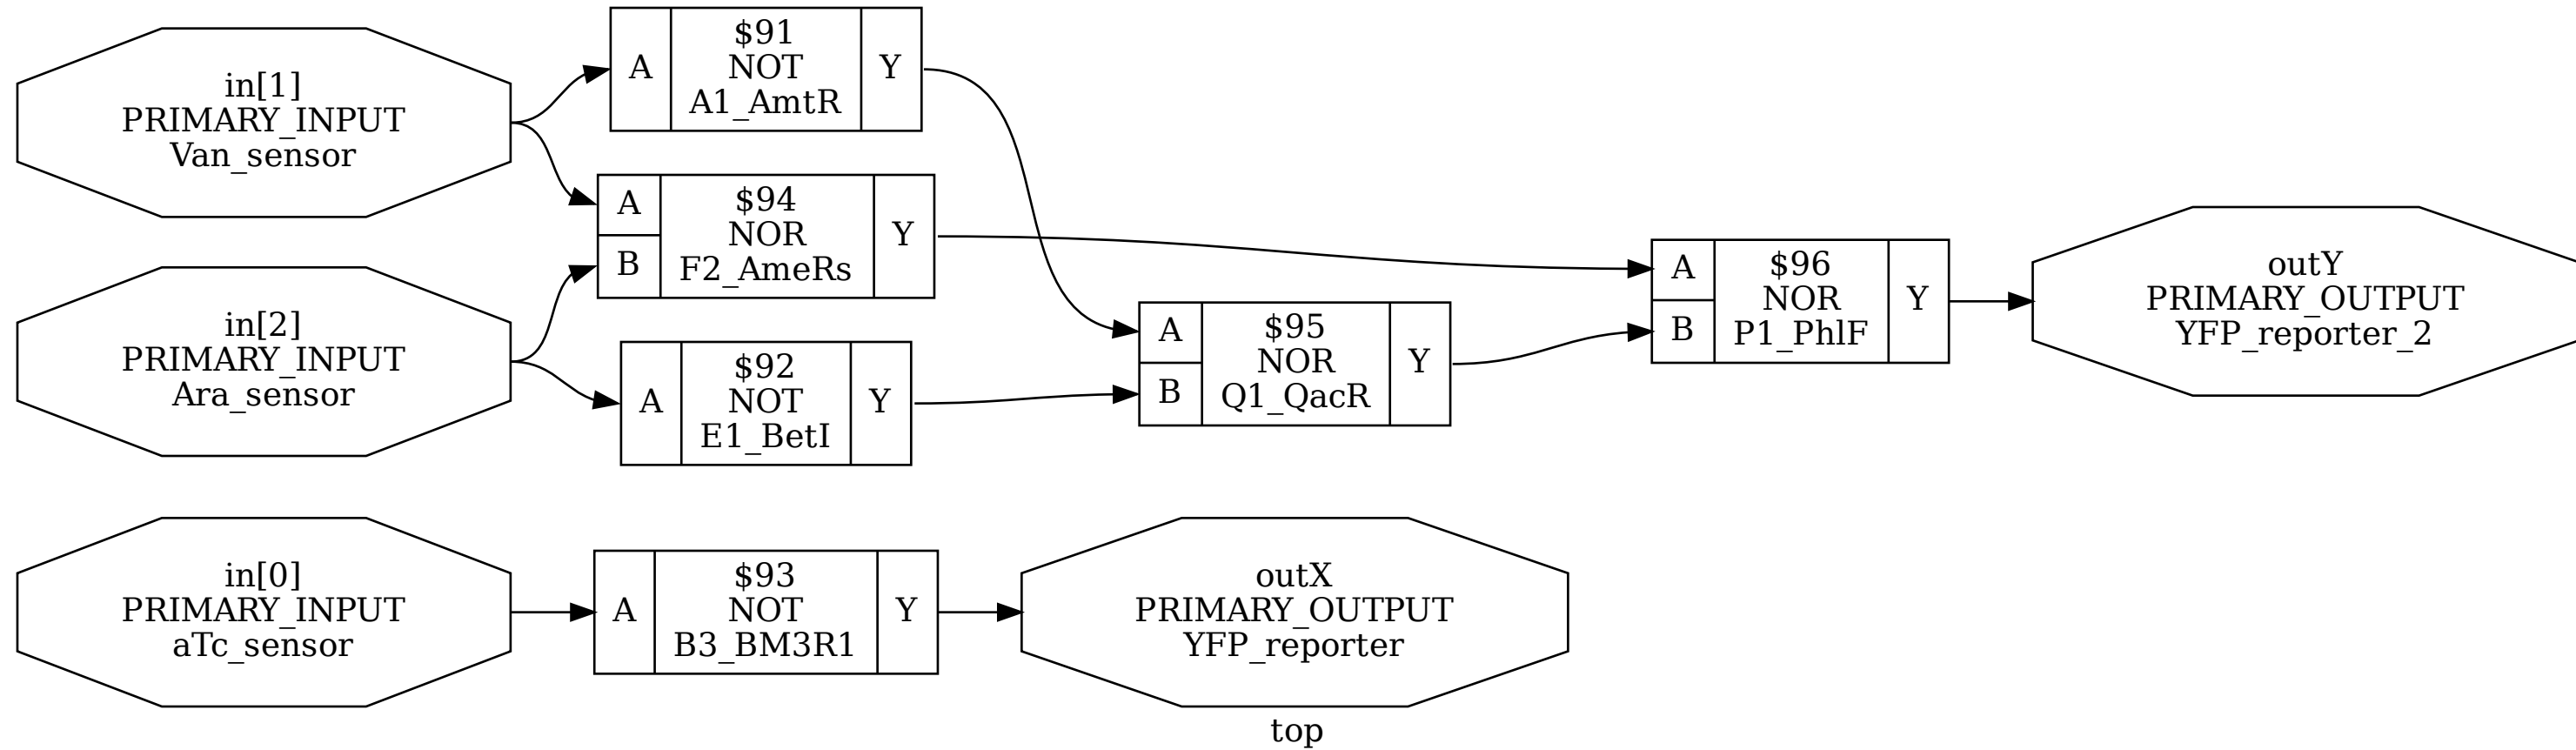 in[1]
PRIMARY_INPUT
Van_sensor
A
$91
NOT
A1_AmtR
Y
A
B
$94
NOR
F2_AmeRs
Y
in[2]
PRIMARY_INPUT
Ara_sensor
A
$92
NOT
E1_BetI
Y
A
B
$95
NOR
Q1_QacR
Y
A
B
$96
NOR
P1_PhlF
Y
outY
PRIMARY_OUTPUT
YFP_reporter_2
in[0]
PRIMARY_INPUT
aTc_sensor
A
$93
NOT
B3_BM3R1
Y
outX
PRIMARY_OUTPUT
YFP_reporter
top